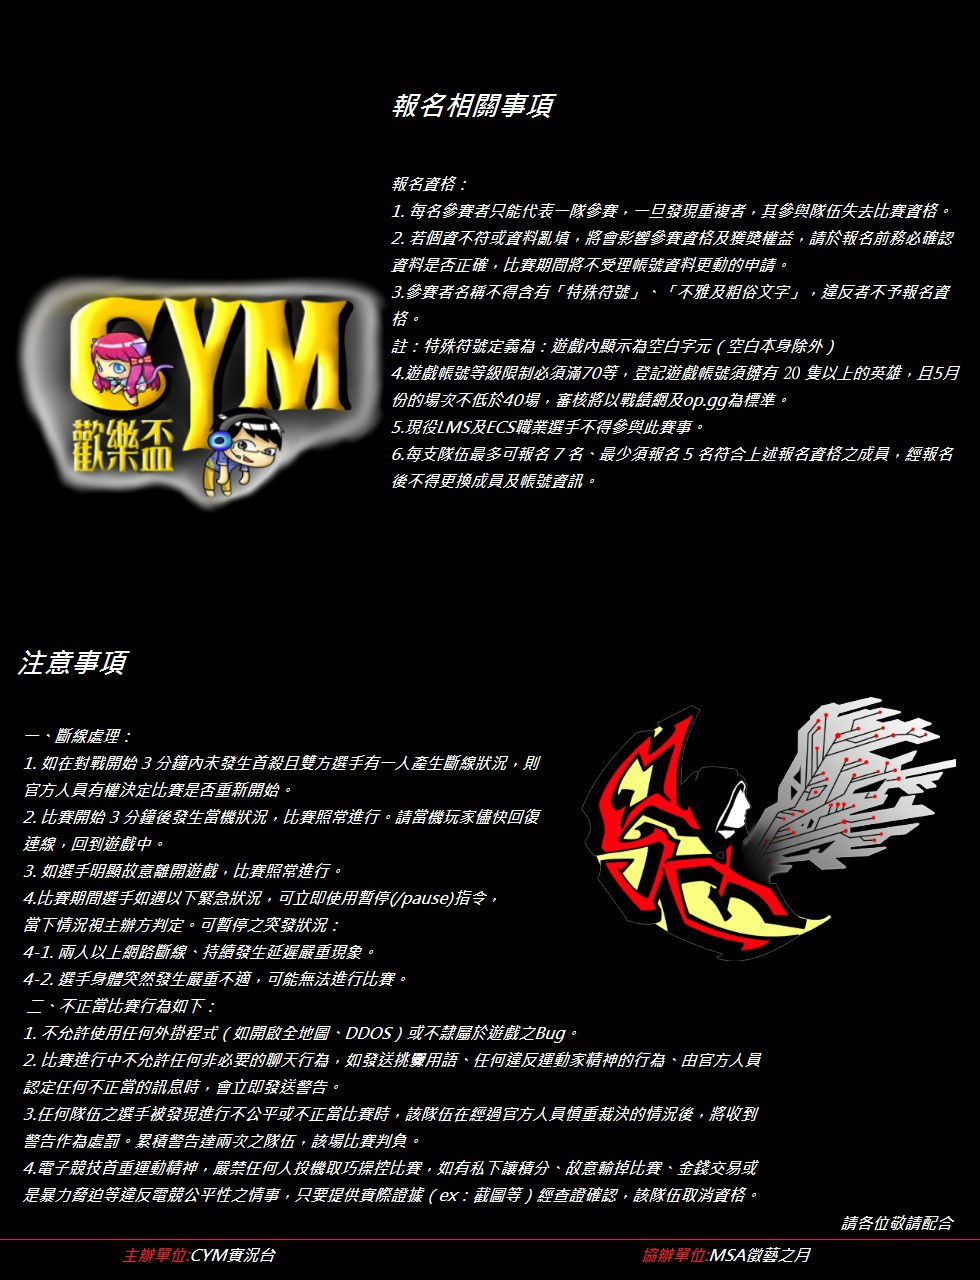 報名相關事項
報名資格：
1. 每名參賽者只能代表一隊參賽，一旦發現重複者，其參與隊伍失去比賽資格。
2. 若個資不符或資料亂填，將會影響參賽資格及獲獎權益，請於報名前務必確認
資料是否正確，比賽期間將不受理帳號資料更動的申請。
3.參賽者名稱不得含有「特殊符號」、「不雅及粗俗文字」，違反者不予報名資
格。
註：特殊符號定義為：遊戲內顯示為空白字元（空白本身除外）
4.遊戲帳號等級限制必須滿70等，登記遊戲帳號須擁有 20 隻以上的英雄，且5月
份的場次不低於40場，審核將以戰績網及op.gg為標準。
5.現役LMS及ECS職業選手不得參與此賽事。
6.每支隊伍最多可報名 7 名、最少須報名 5 名符合上述報名資格之成員，經報名
後不得更換成員及帳號資訊。
CYM
歡樂盃
注意事項
一、斷線處理：
1. 如在對戰開始 3 分鐘內未發生首殺且雙方選手有一人產生斷線狀況，則
官方人員有權決定比賽是否重新開始。
2. 比賽開始 3 分鐘後發生當機狀況，比賽照常進行。請當機玩家儘快回復
連線，回到遊戲中。
3. 如選手明顯故意離開遊戲，比賽照常進行。
4.比賽期間選手如遇以下緊急狀況，可立即使用暫停(/pause)指令，
當下情況視主辦方判定。可暫停之突發狀況：
4-1. 兩人以上網路斷線、持續發生延遲嚴重現象。
4-2. 選手身體突然發生嚴重不適，可能無法進行比賽。
二、不正當比賽行為如下：
1. 不允許使用任何外掛程式（如開啟全地圖、DDOS）或不隸屬於遊戲之Bug。
2. 比賽進行中不允許任何非必要的聊天行為，如發送挑釁用語、任何違反運動家精神的行為、由官方人員
認定任何不正當的訊息時，會立即發送警告。
3.任何隊伍之選手被發現進行不公平或不正當比賽時，該隊伍在經過官方人員慎重裁決的情況後，將收到
警告作為處罰。累積警告達兩次之隊伍，該場比賽判負。
4.電子競技首重運動精神，嚴禁任何人投機取巧操控比賽，如有私下讓積分、故意輸掉比賽、金錢交易或
是暴力脅迫等違反電競公平性之情事，只要提供實際證據（ex：截圖等）經查證確認，該隊伍取消資格。
請各位敬請配合
主辦單位:CYM實況台
協辦單位:MSA徵藝之月